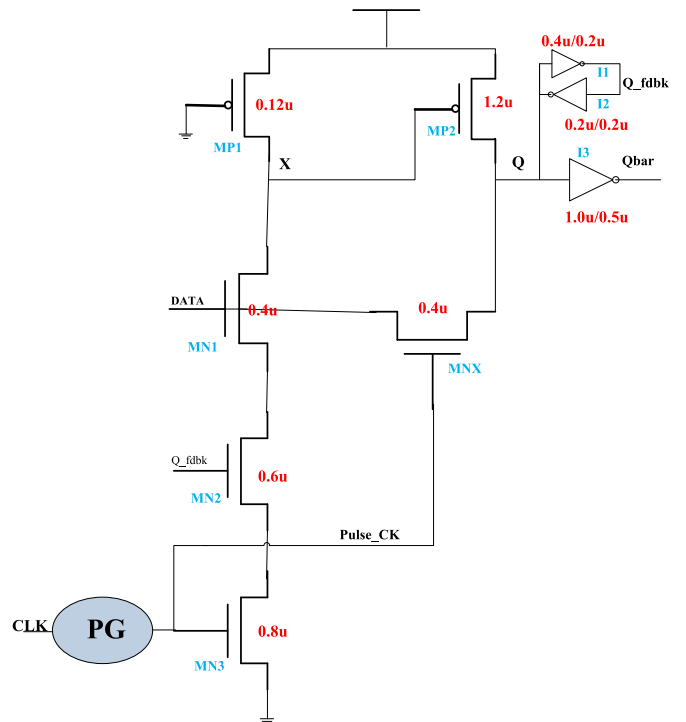 0.4u/0.2u
I1
Q_fdbk
I2
0.2u/0.2u
0.12u
1.2u
MP1
MP2
X
Q
I3
Qbar
1.0u/0.5u
DATA
0.4u
0.4u
MN1
MNX
Q_fdbk
0.6u
MN2
Pulse_CK
CLK
PG
0.8u
MN3